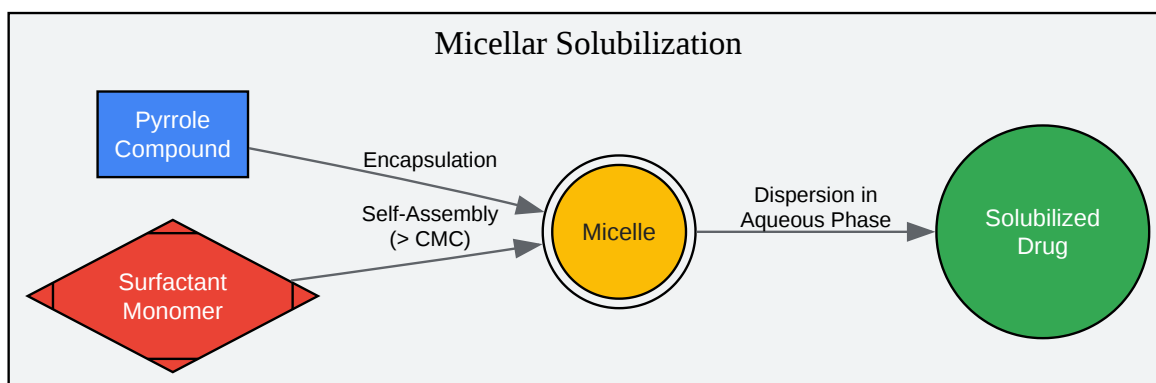 Micellar Solubilization
Pyrrole
Compound
Encapsulation
Self-Assembly
(> CMC)
Surfactant
Monomer
Micelle
Dispersion in
Aqueous Phase
Solubilized
Drug